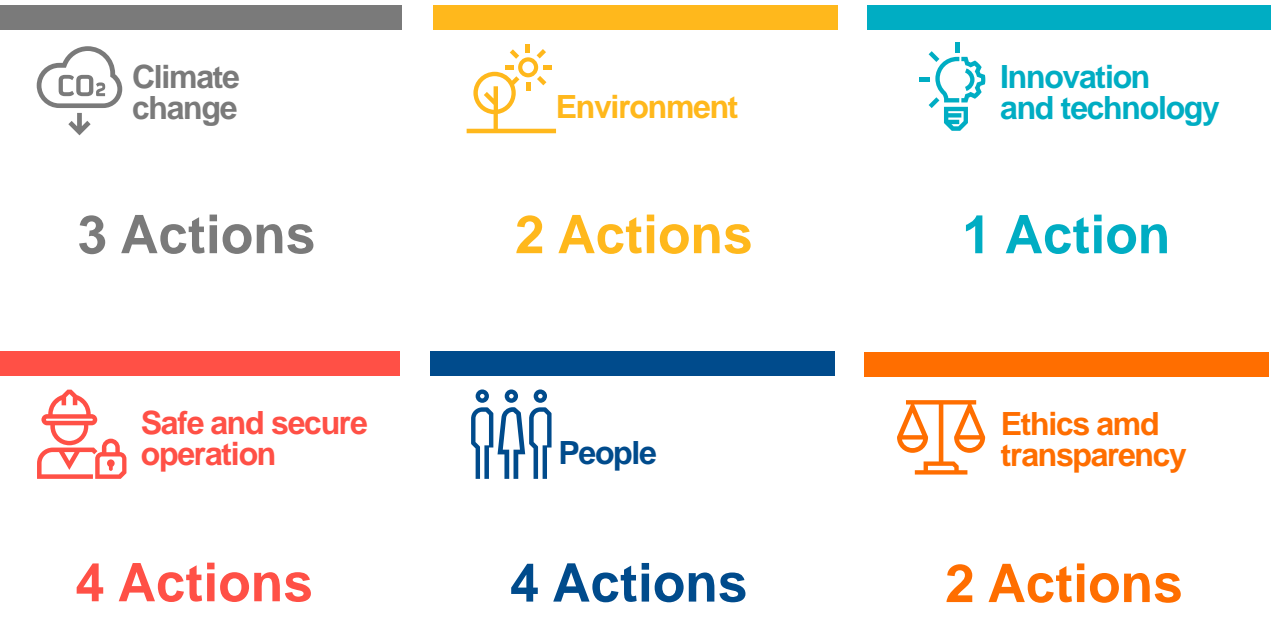 CO₂
Climate
change
Environment
Innovation
and technology
3 Actions
2 Actions
1 Action
Safe and secure
operation
People
Ethics amd
transparency
4 Actions
4 Actions
2 Actions